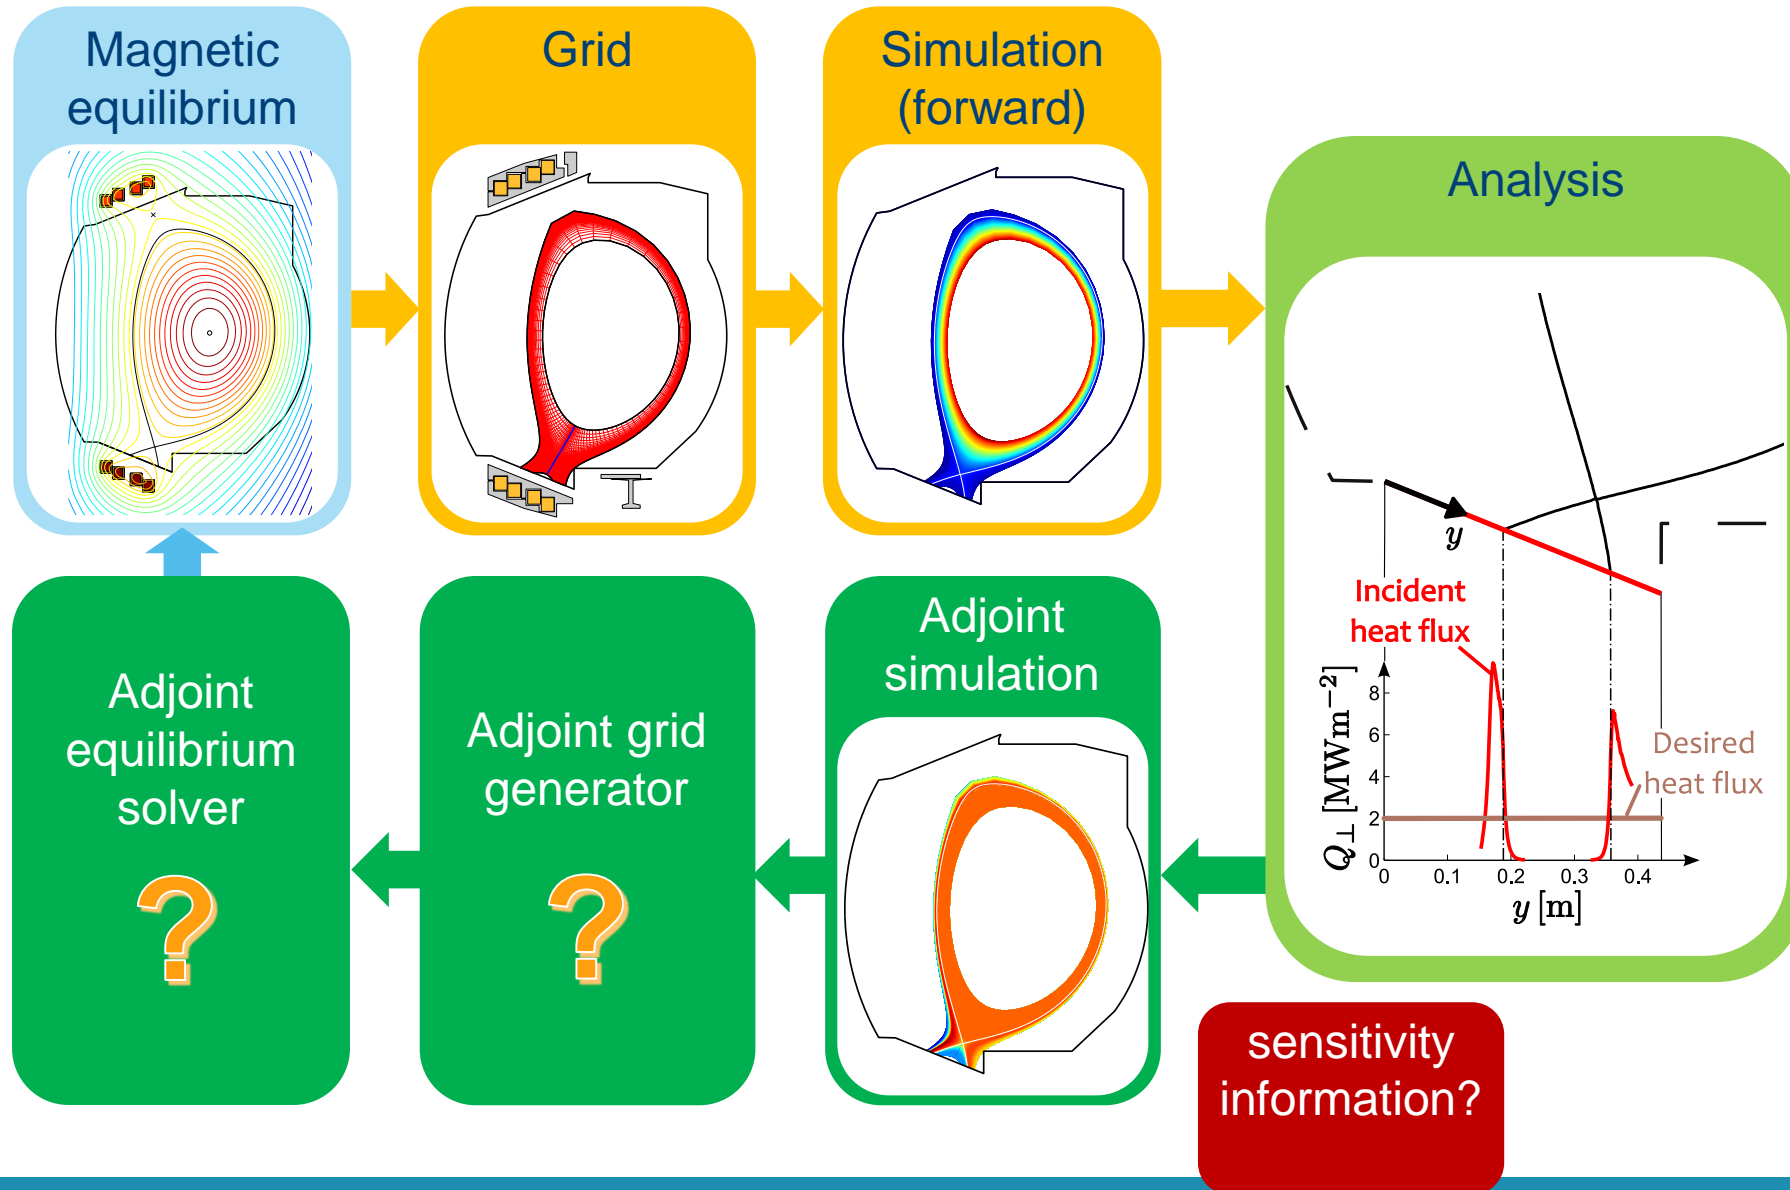 Magnetic
equilibrium
Grid
Simulation
(forward)
Analysis
y
Incident
heat flux
Q⊥ [MWm⁻²]
8
6
4
2
0
Desired
heat flux
0
0.1
0.2
0.3
0.4
y [m]
Adjoint
equilibrium
solver
?
Adjoint grid
generator
?
Adjoint
simulation
sensitivity
information?